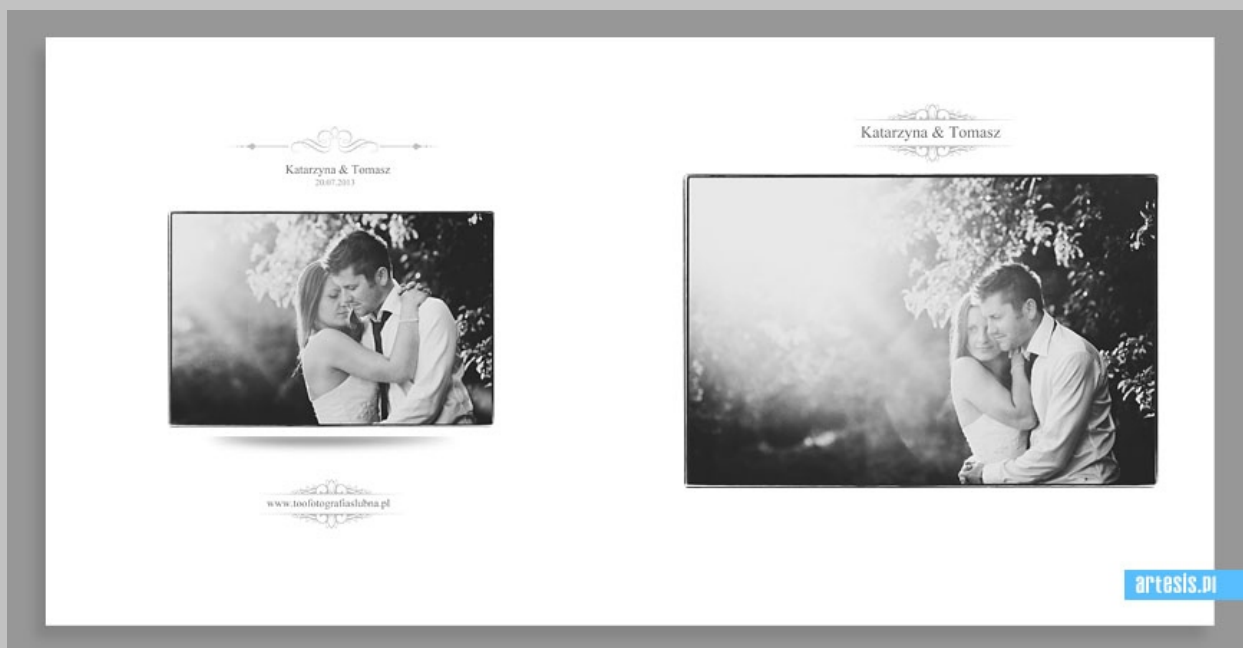 Katarzyna & Tomasz
20.07.2013
www.toofotografiaslubna.pl
Katarzyna & Tomasz
artesis.pl